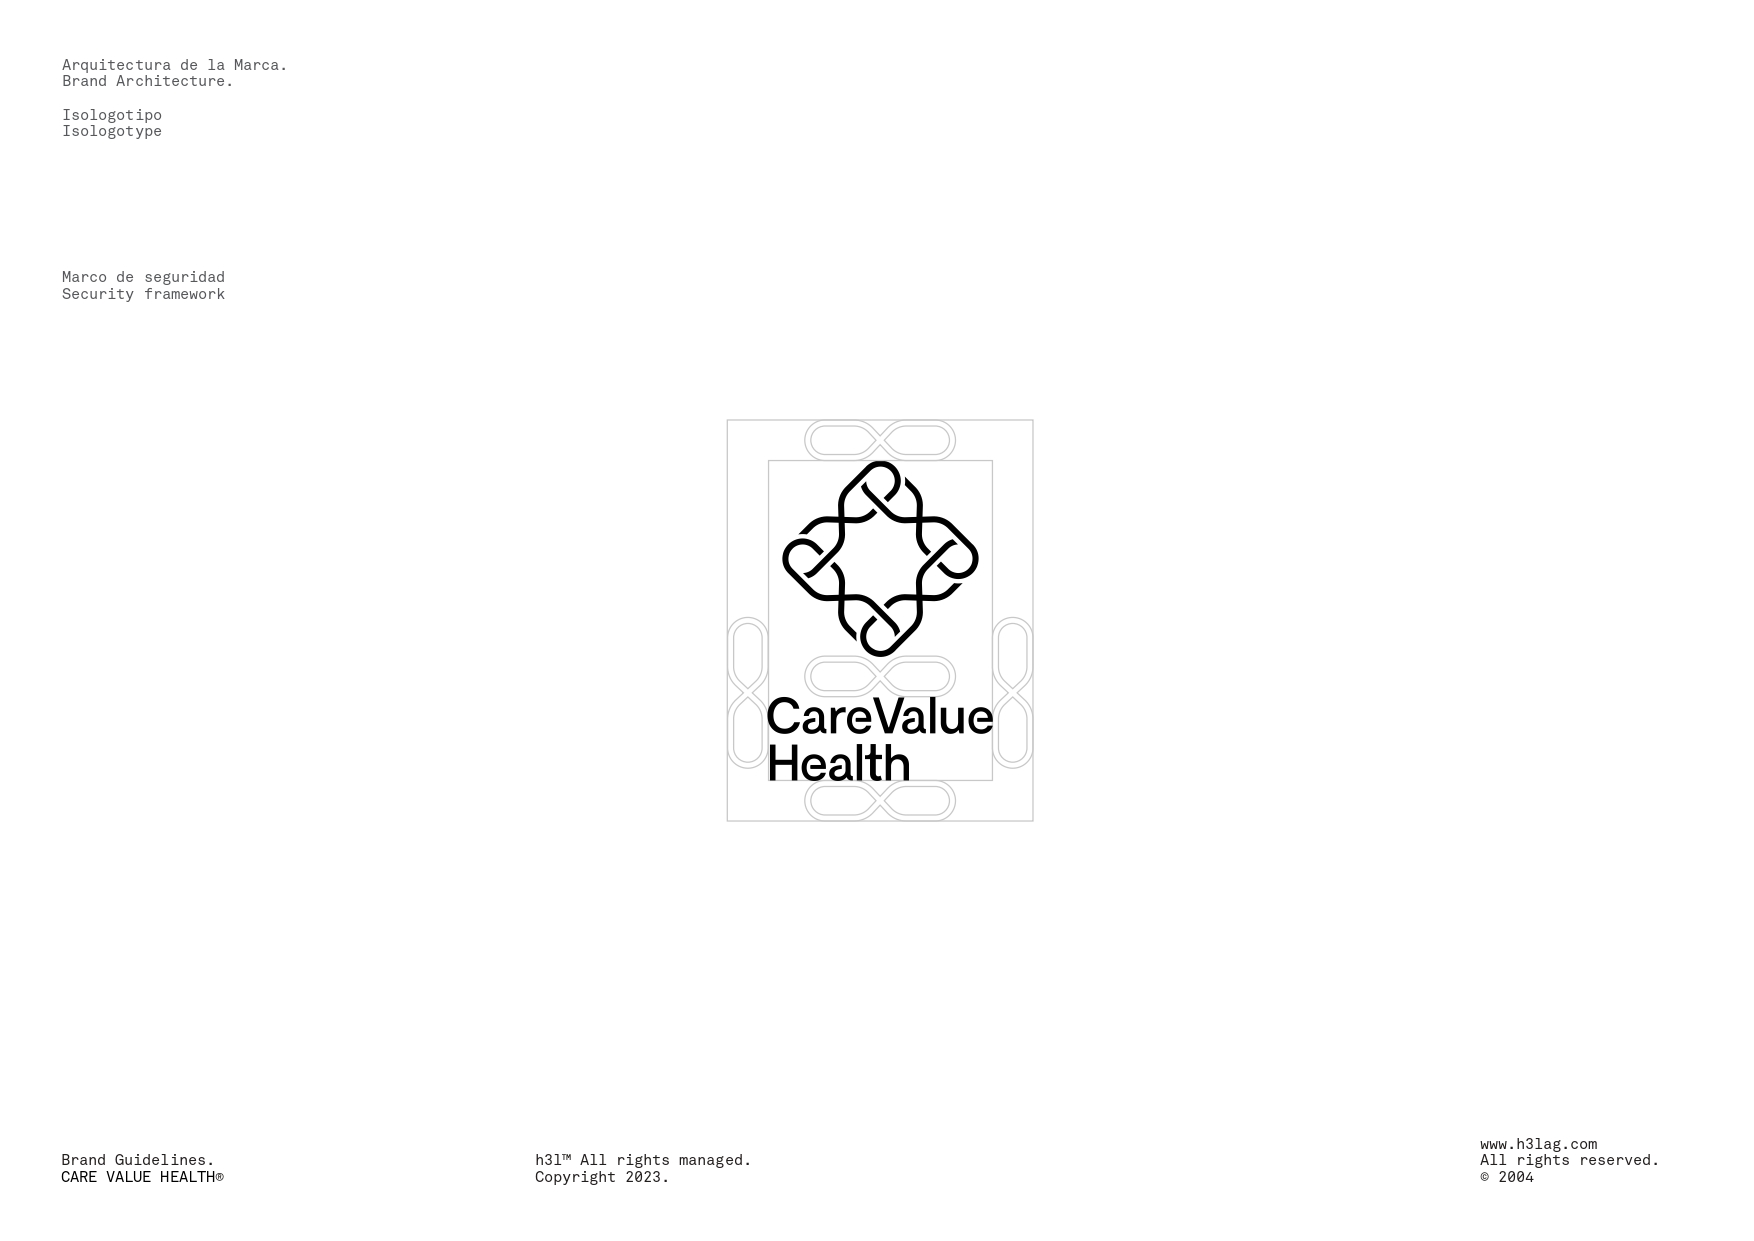 Arquitectura de la Marca.
Brand Architecture.
Isologotipo
Isologotype
Marco de seguridad
Security framework
CareValue
Health
Brand Guidelines.
CARE VALUE HEALTH®
h3l™ All rights managed.
Copyright 2023.
www.h3lag.com
All rights reserved.
© 2004